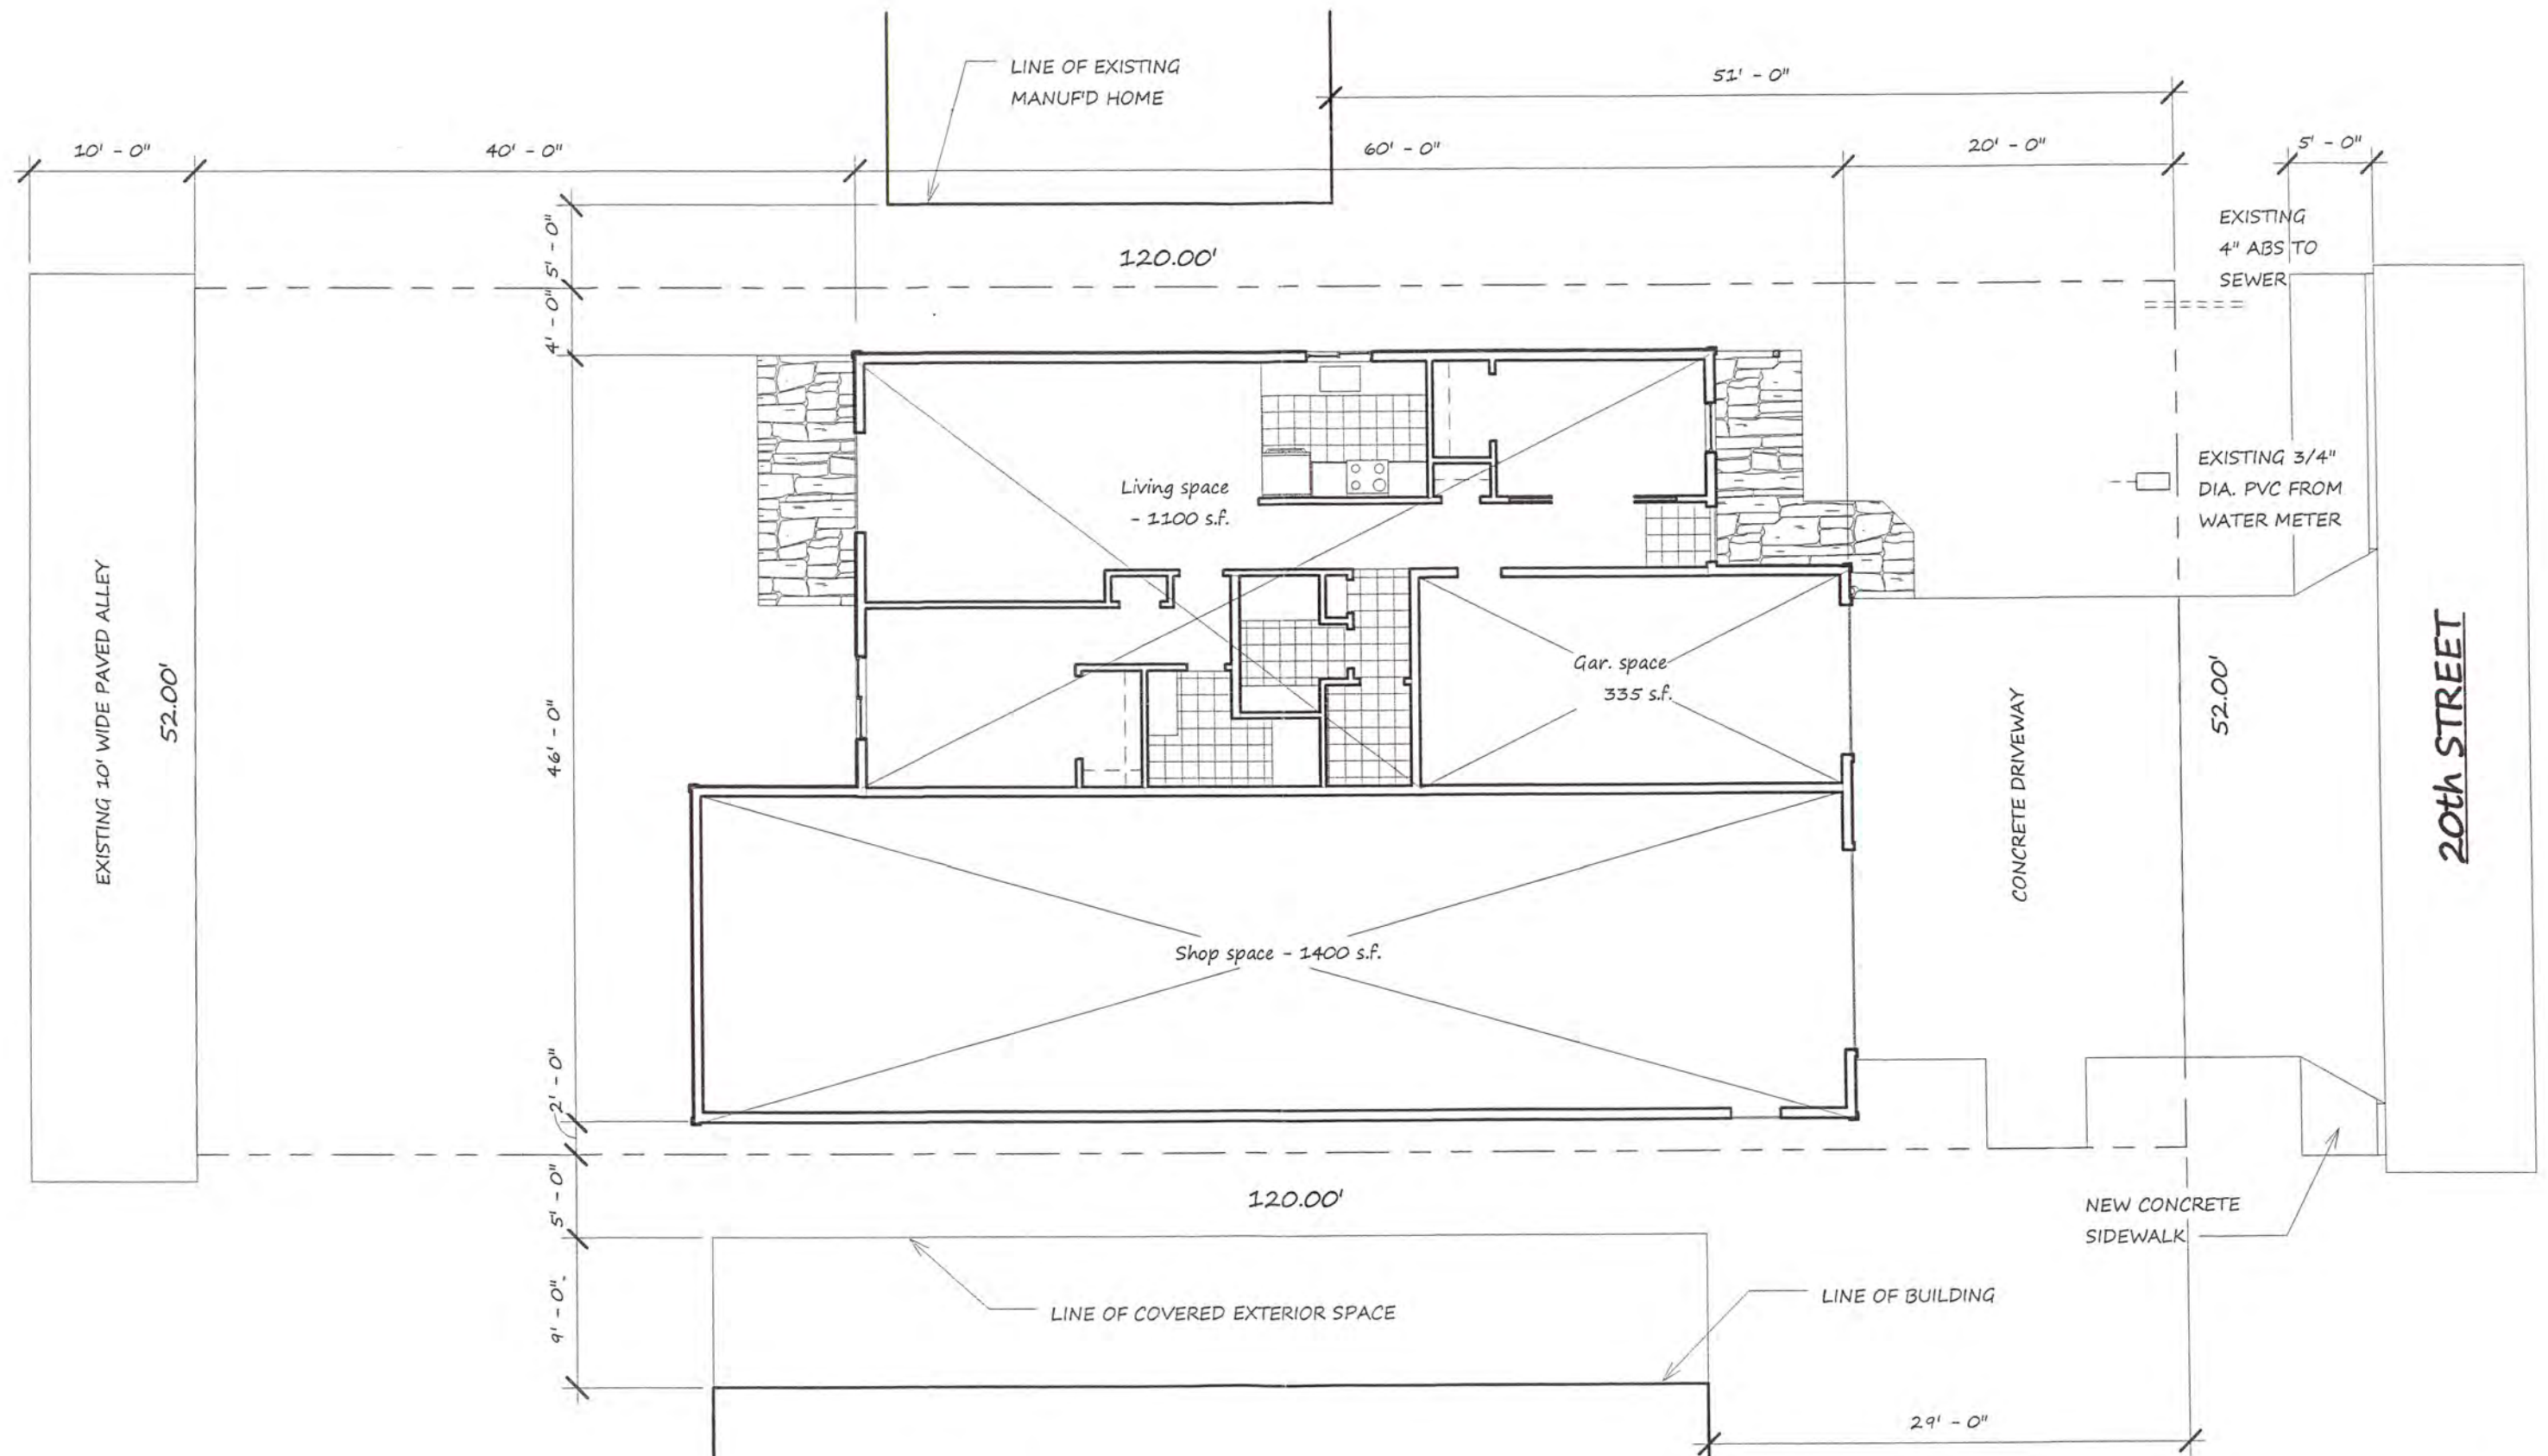 LINE OF EXISTING
MANUF'D HOME
51' - 0"
10' - 0"
40' - 0"
60' - 0"
20' - 0"
5' - 0"
5' - 0"
120.00'
EXISTING
4" ABS TO
SEWER
4' - 0"
Living space
- 1100 s.f.
EXISTING 3/4"
DIA. PVC FROM
WATER METER
EXISTING 10' WIDE PAVED ALLEY
52.00'
46' - 0"
Gar. space
335 s.f.
CONCRETE DRIVEWAY
52.00'
20th STREET
Shop space - 1400 s.f.
2' - 0"
5' - 0"
120.00'
NEW CONCRETE
SIDEWALK
9' - 0"
LINE OF COVERED EXTERIOR SPACE
LINE OF BUILDING
29' - 0"